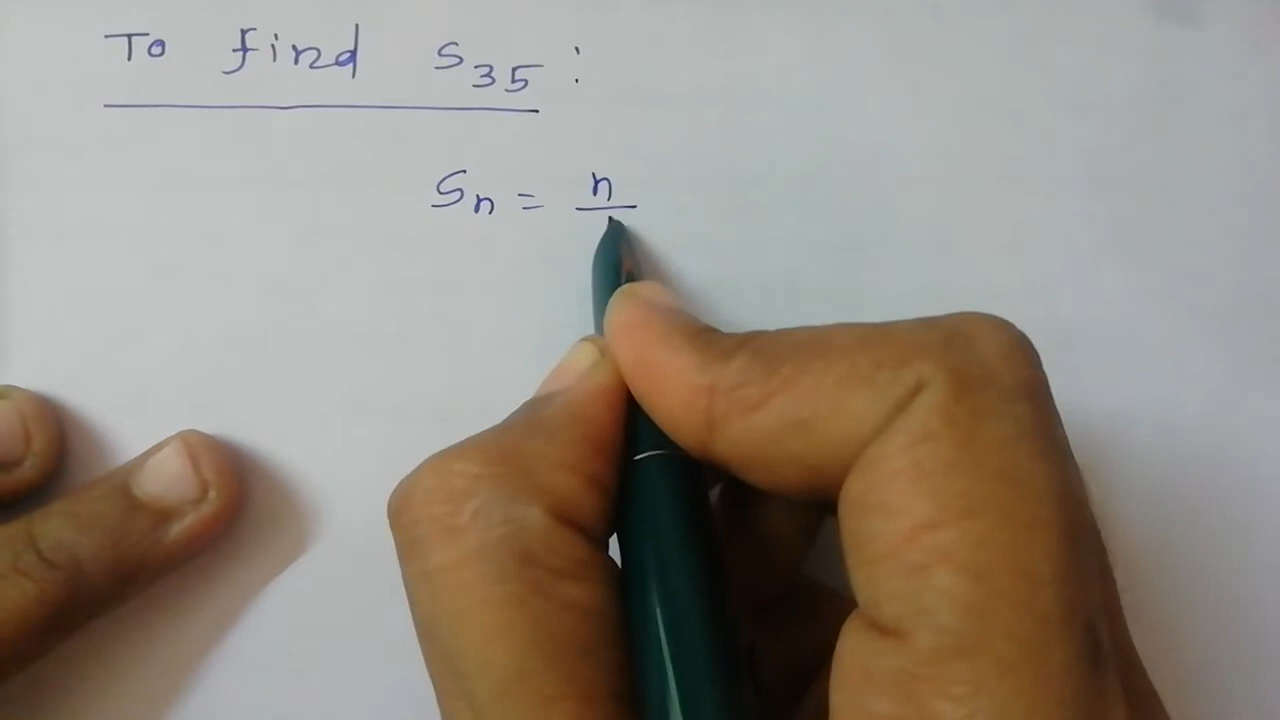 To find S₃₅ :
Sₙ = n